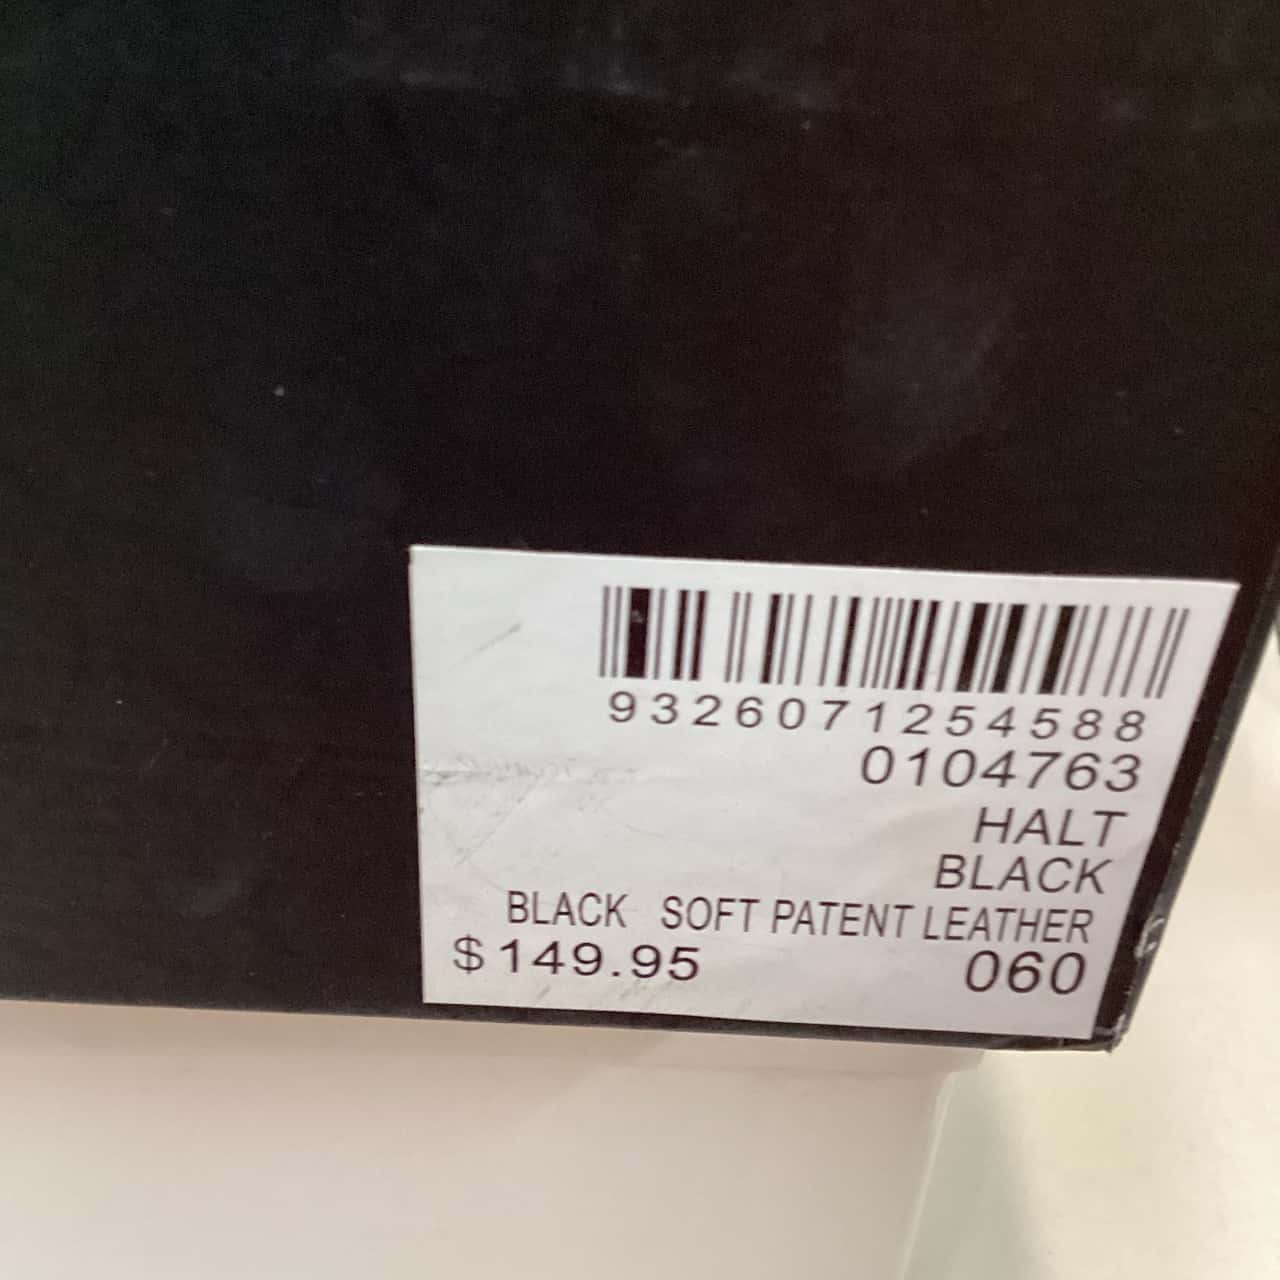 9326071254588
0104763
HALT
BLACK
BLACK SOFT PATENT LEATHER
$149.95 060